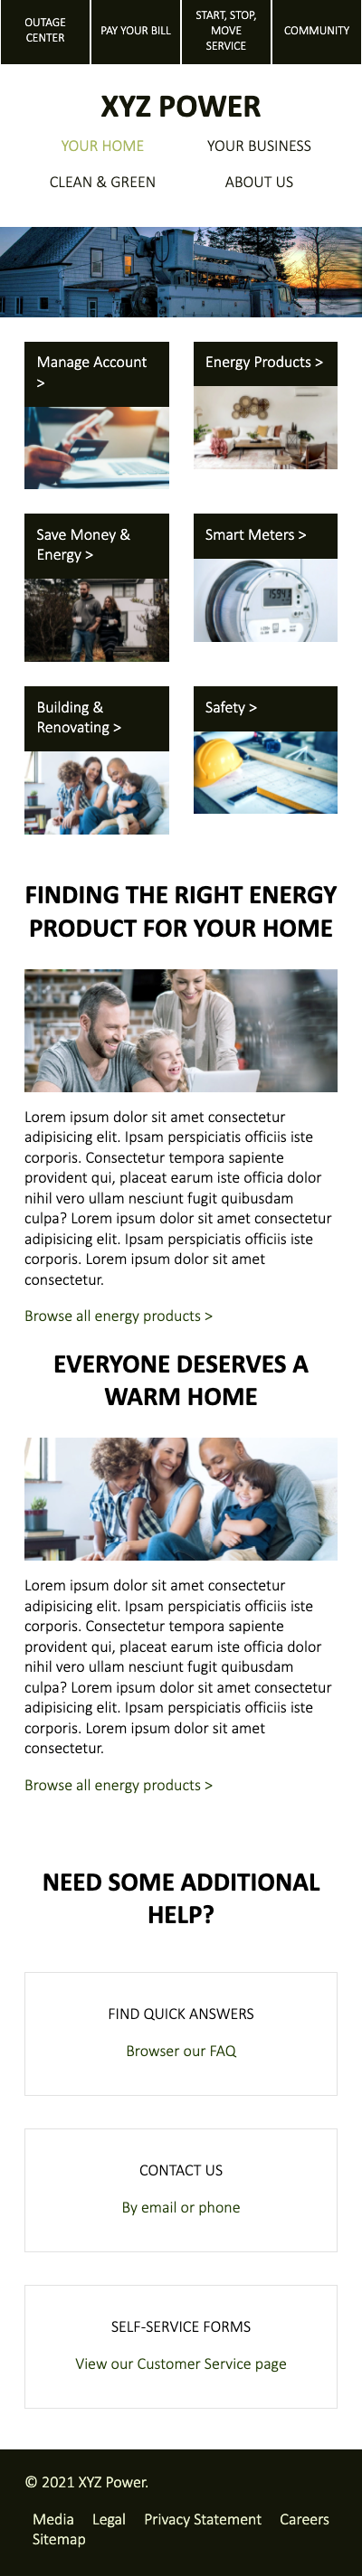 OUTAGE
CENTER
PAY YOUR BILL
START, STOP,
MOVE
SERVICE
COMMUNITY
XYZ POWER
YOUR HOME
YOUR BUSINESS
CLEAN & GREEN
ABOUT US
Manage Account
>
Energy Products >
Save Money &
Energy >
Smart Meters >
1594
Building &
Renovating >
Safety >
FINDING THE RIGHT ENERGY
PRODUCT FOR YOUR HOME
Lorem ipsum dolor sit amet consectetur
adipisicing elit. Ipsam perspiciatis officiis iste
corporis. Consectetur tempora sapiente
provident qui, placeat earum iste officia dolor
nihil vero ullam nesciunt fugit quibusdam
culpa? Lorem ipsum dolor sit amet consectetur
adipisicing elit. Ipsam perspiciatis officiis iste
corporis. Lorem ipsum dolor sit amet
consectetur.
Browse all energy products >
EVERYONE DESERVES A
WARM HOME
Lorem ipsum dolor sit amet consectetur
adipisicing elit. Ipsam perspiciatis officiis iste
corporis. Consectetur tempora sapiente
provident qui, placeat earum iste officia dolor
nihil vero ullam nesciunt fugit quibusdam
culpa? Lorem ipsum dolor sit amet consectetur
adipisicing elit. Ipsam perspiciatis officiis iste
corporis. Lorem ipsum dolor sit amet
consectetur.
Browse all energy products >
NEED SOME ADDITIONAL
HELP?
FIND QUICK ANSWERS
Browser our FAQ
CONTACT US
By email or phone
SELF-SERVICE FORMS
View our Customer Service page
© 2021 XYZ Power.
Media Legal Privacy Statement Careers
Sitemap